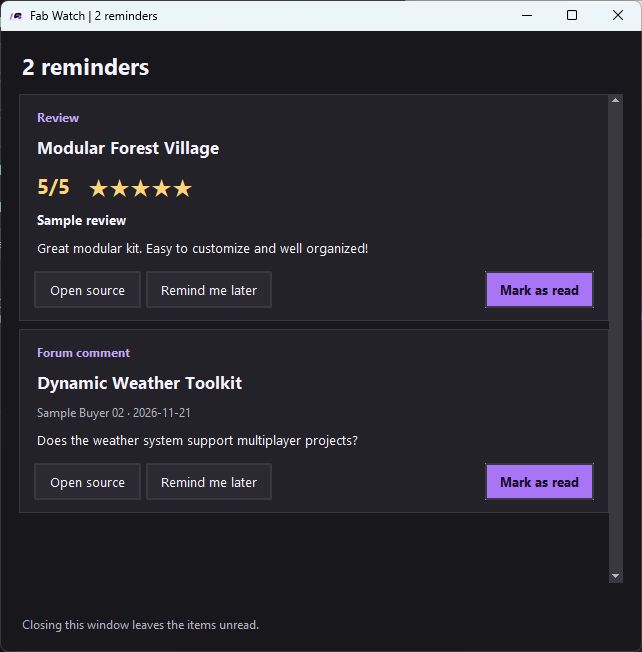 Fab Watch | 2 reminders
2 reminders
Review
Modular Forest Village
5/5 ★★★★★
Sample review
Great modular kit. Easy to customize and well organized!
Open source Remind me later Mark as read
Forum comment
Dynamic Weather Toolkit
Sample Buyer 02 · 2026-11-21
Does the weather system support multiplayer projects?
Open source Remind me later Mark as read
Closing this window leaves the items unread.